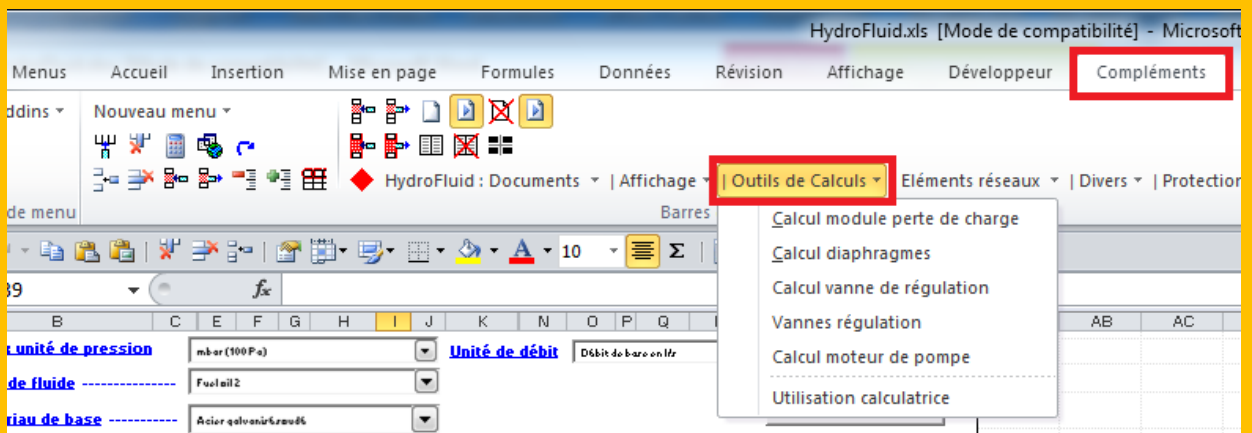 HydroFluid.xls [Mode de compatibilité] - Microsoft
Menus Accueil Insertion Mise en page Formules Données Révision Affichage Développeur Compléments
ddins Nouveau menu
HydroFluid : Documents | Affichage | Outils de Calculs Eléments réseaux | Divers | Protection
de menu Barres
Calcul module perte de charge
Calcul diaphragmes
Calcul vanne de régulation
Vannes régulation
Calcul moteur de pompe
Utilisation calculatrice
A 10 Σ
39 fx
B C E F G H I J K N O P Q AB AC
unité de pression mbar (100 Pa) Unité de débit Débit de base en l/s
de fluide --------------- Fuel oil 2
riau de base ---------- Acier galvanisé soudé